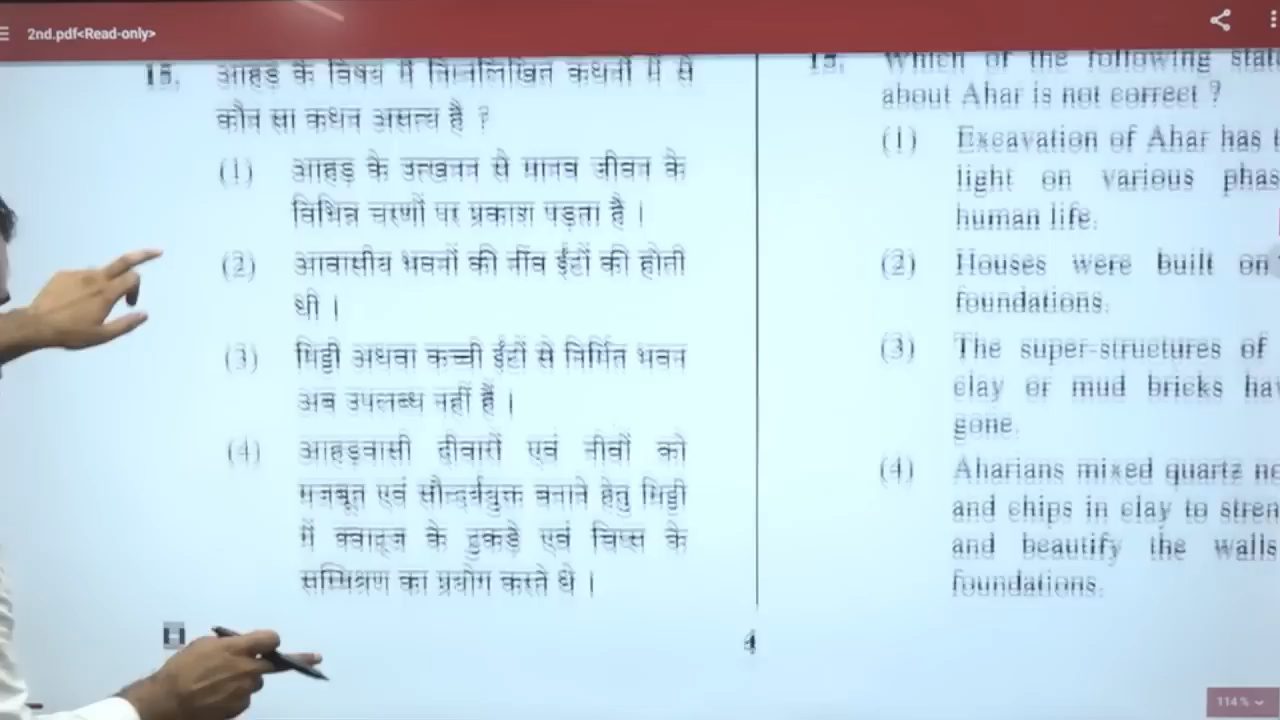 2nd.pdf<Read-only>
15. आहड़ के विषय में निम्नलिखित कथनों में से
कौन सा कथन असत्य है ?
(1) आहड़ के उत्खनन से मानव जीवन के
विभिन्न चरणों पर प्रकाश पड़ता है ।
(2) आवासीय भवनों की नींव ईंटों की होती
थी ।
(3) मिट्टी अथवा कच्ची ईंटों से निर्मित भवन
अब उपलब्ध नहीं हैं ।
(4) आहड़वासी दीवारों एवं नीवों को
मजबूत एवं सौन्दर्ययुक्त बनाने हेतु मिट्टी
में क्वाट्ज के टुकड़े एवं चिप्स के
सम्मिश्रण का प्रयोग करते थे ।
15. Which of the following
about Ahar is not correct ?
(1) Excavation of Ahar has
light on various
human life.
(2) Houses were built on
foundations.
(3) The super-structures of
clay or mud bricks
gone.
(4) Aharians mixed quartz
and chips in clay to
and beautify the walls
foundations.
4
114%